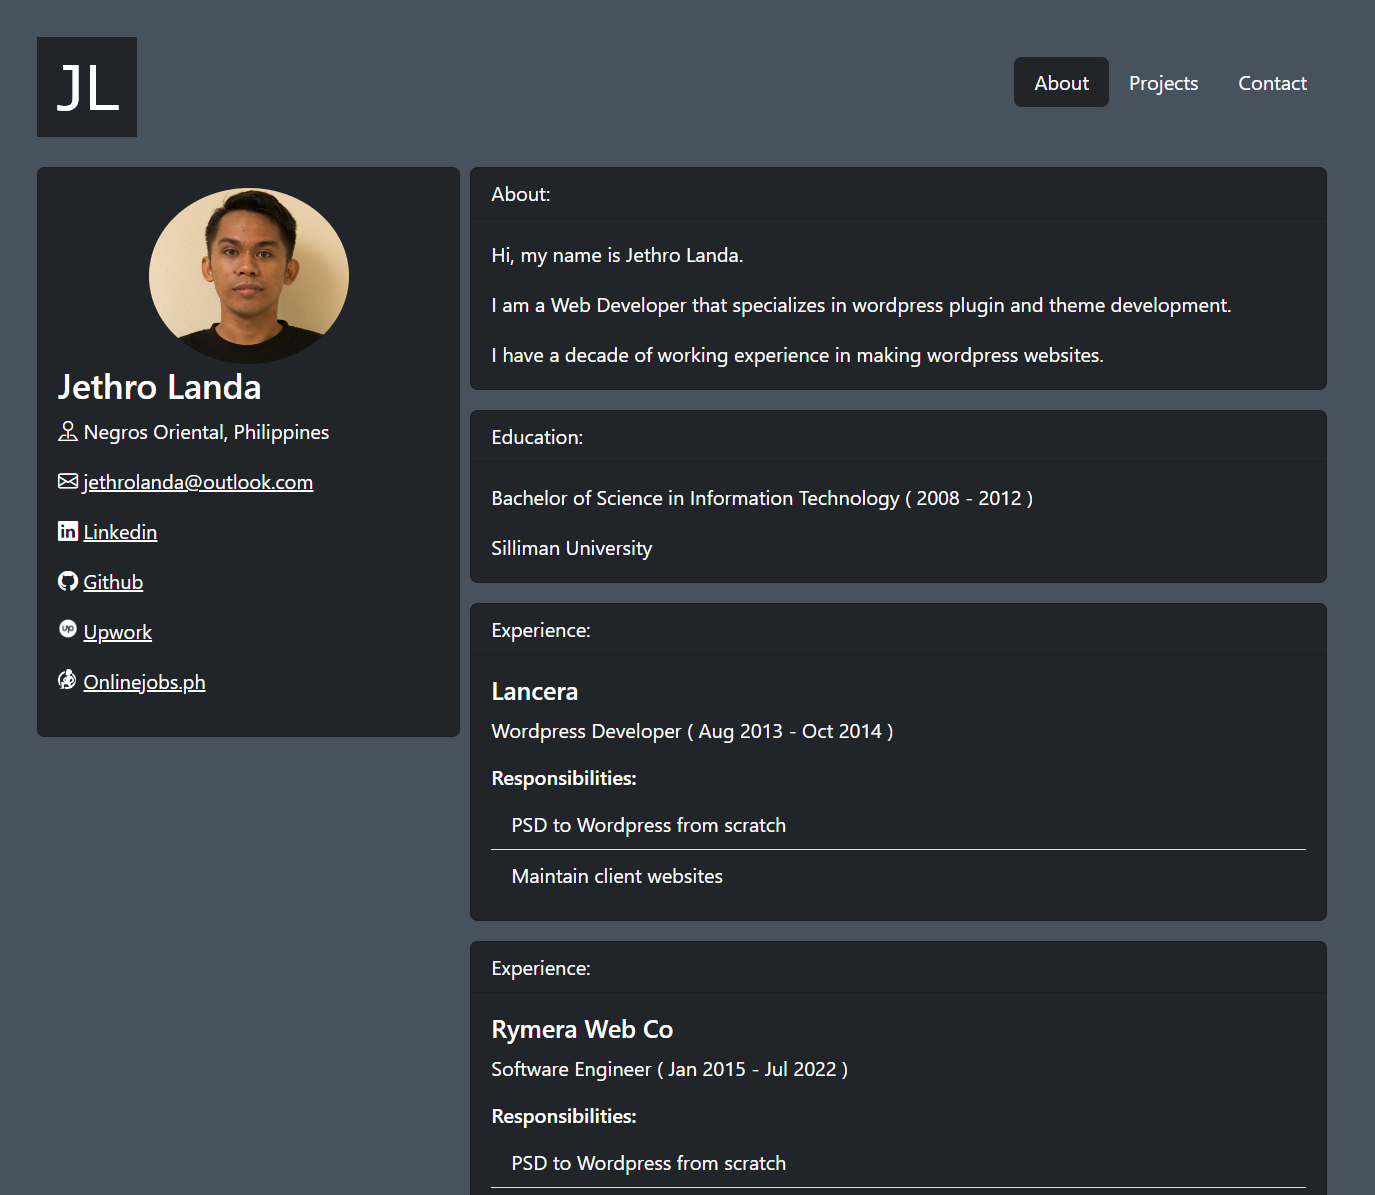 JL
About
Projects
Contact
Jethro Landa
Negros Oriental, Philippines
jethrolanda@outlook.com
in Linkedin
Github
up Upwork
Onlinejobs.ph
About:
Hi, my name is Jethro Landa.
I am a Web Developer that specializes in wordpress plugin and theme development.
I have a decade of working experience in making wordpress websites.
Education:
Bachelor of Science in Information Technology ( 2008 - 2012 )
Silliman University
Experience:
Lancera
Wordpress Developer ( Aug 2013 - Oct 2014 )
Responsibilities:
PSD to Wordpress from scratch
Maintain client websites
Experience:
Rymera Web Co
Software Engineer ( Jan 2015 - Jul 2022 )
Responsibilities:
PSD to Wordpress from scratch